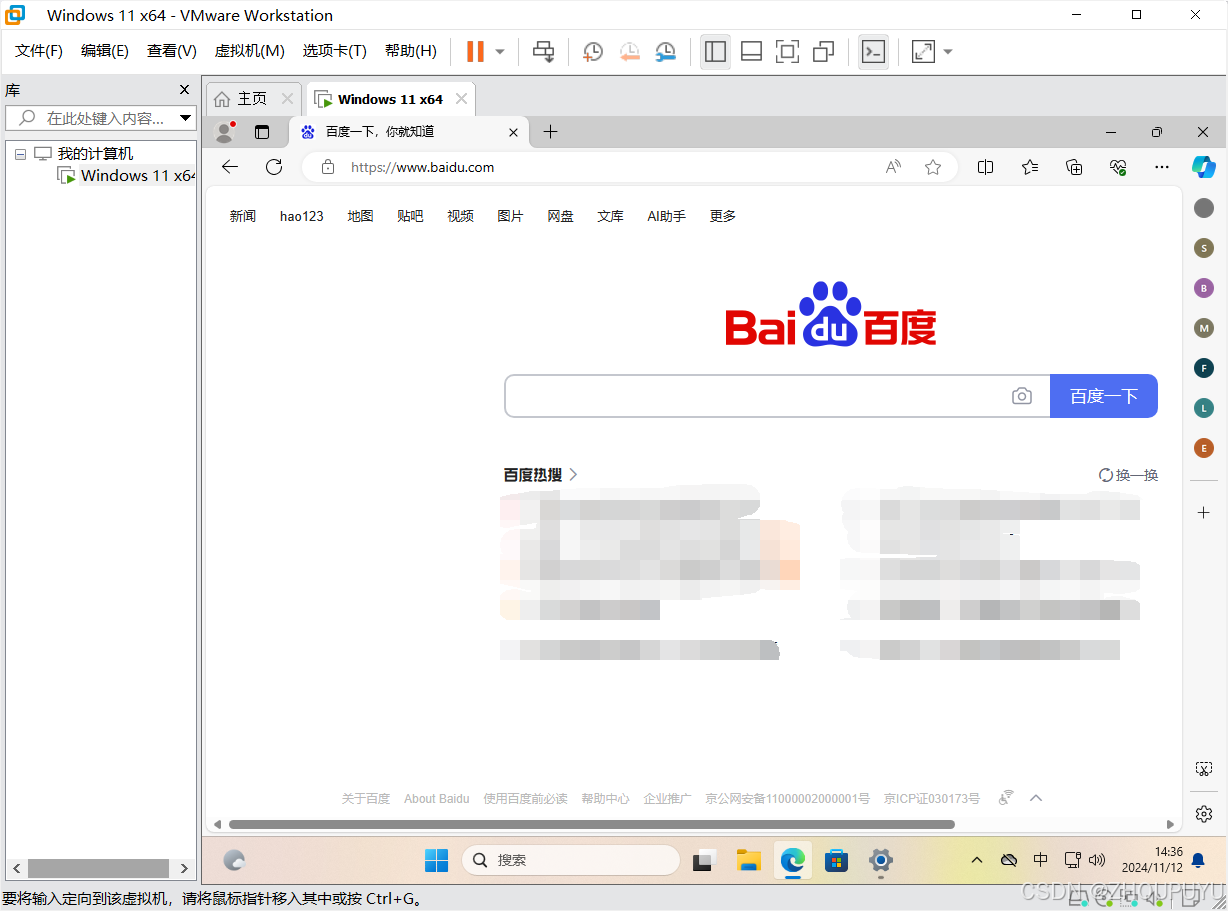 Windows 11 x64 - VMware Workstation
文件(F) 编辑(E) 查看(V) 虚拟机(M) 选项卡(T) 帮助(H)
库
在此处键入内容...
我的计算机
Windows 11 x64
主页 Windows 11 x64
百度一下，你就知道
https://www.baidu.com
新闻 hao123 地图 贴吧 视频 图片 网盘 文库 AI助手 更多
Bai du 百度
百度一下
百度热搜
换一换
S
B
M
F
L
E
关于百度 About Baidu 使用百度前必读 帮助中心 企业推广 京公网安备11000002000001号 京ICP证030173号
搜索
中
14:36
2024/11/12
要将输入定向到该虚拟机，请将鼠标指针移入其中或按 Ctrl+G。
CSDN @ZHOUPUYU